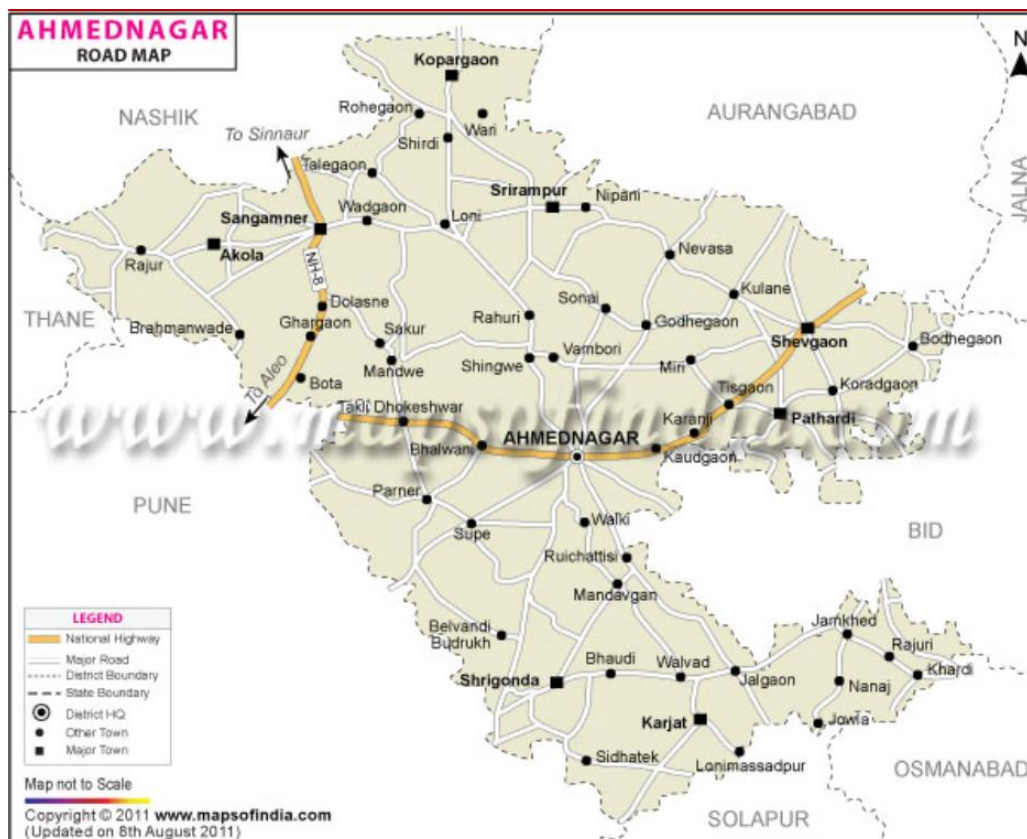 AHMEDNAGAR
ROAD MAP
N
Kopargaon
NASHIK
Rohegaon
Wari
AURANGABAD
To Sinnaur
Shirdi
Talegaon
JALNA
Srirampur
Nipani
Sangamner
Wadgaon
Loni
Rajur
Akola
Nevasa
NH-8
Kulane
THANE
Dolasne
Sonai
Brahmanwade
Ghargaon
Sakur
Rahuri
Godhegaon
Shevgaon
Bodhegaon
Mandwe
Shingwe
Vambori
Miri
To Aleo
Bota
Tisgaon
Koradgaon
www.mapsofindia.com
Takli Dhokeshwar
Karanji
Pathardi
Bhalwani
AHMEDNAGAR
Kaudgaon
PUNE
Parner
Supe
Walki
BID
Ruichattisi
Mandavgan
LEGEND
National Highway
Major Road
District Boundary
State Boundary
District HQ
Other Town
Major Town
Belvandi
Budrukh
Jamkhed
Rajuri
Bhaudi
Walvad
Jalgaon
Khardi
Shrigonda
Nanaj
Karjat
Jowla
Sidhatek
Lonimassadpur
OSMANABAD
Map not to Scale
SOLAPUR
Copyright © 2011 www.mapsofindia.com
(Updated on 8th August 2011)